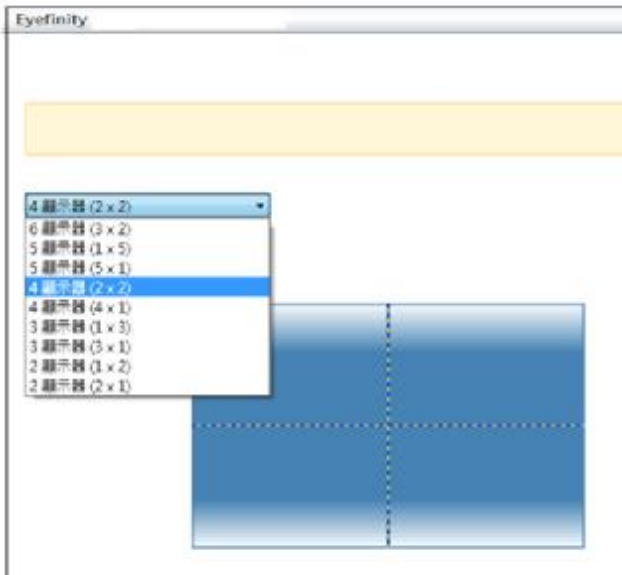 Eyefinity
4 顯示器 (2 x 2)
6 顯示器 (3 x 2)
5 顯示器 (1 x 5)
5 顯示器 (5 x 1)
4 顯示器 (2 x 2)
4 顯示器 (4 x 1)
3 顯示器 (1 x 3)
3 顯示器 (3 x 1)
2 顯示器 (1 x 2)
2 顯示器 (2 x 1)